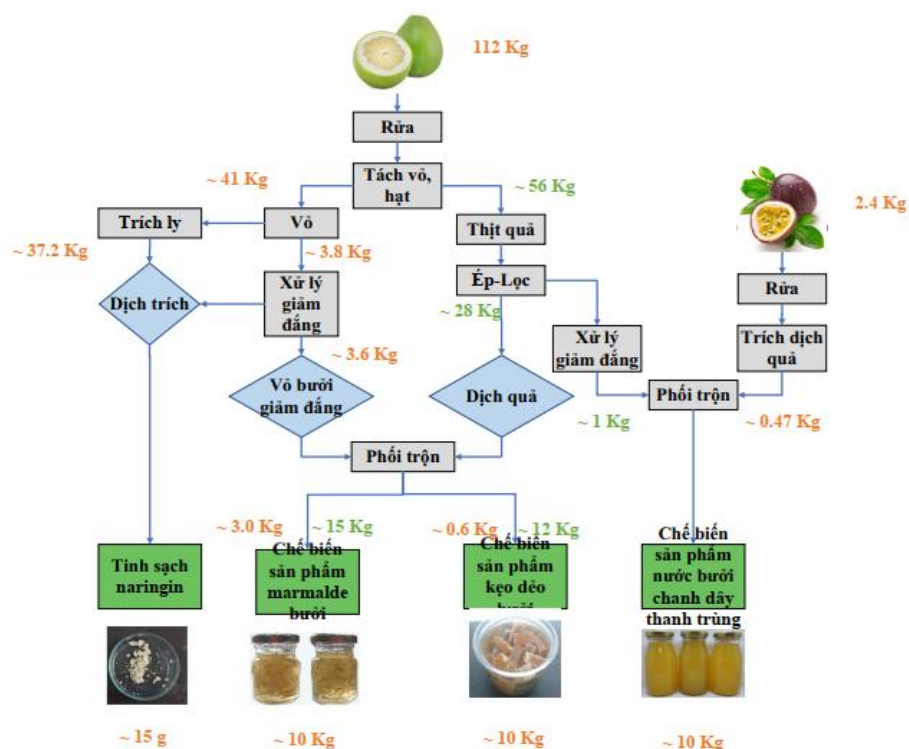 112 Kg
Rửa
Tách vỏ,
hạt
~ 41 Kg
~ 56 Kg
2.4 Kg
Trích ly
Vỏ
Thịt quả
~ 37.2 Kg
~ 3.8 Kg
Dịch trích
Xử lý
giảm
đắng
Ép-Lọc
Rửa
~ 28 Kg
Xử lý
giảm đắng
Trích dịch
quả
~ 3.6 Kg
Vỏ bưởi
giảm đắng
Dịch quả
Phối trộn
~ 1 Kg
~ 0.47 Kg
Phối trộn
~ 3.0 Kg
~ 15 Kg
~ 0.6 Kg
~ 12 Kg
Tinh sạch
naringin
Chế biến
sản phẩm
marmalde
bưởi
Chế biến
sản phẩm
kẹo dẻo
bưởi
Chế biến
sản phẩm
nước bưởi
chanh dây
thanh trùng
~ 15 g
~ 10 Kg
~ 10 Kg
~ 10 Kg